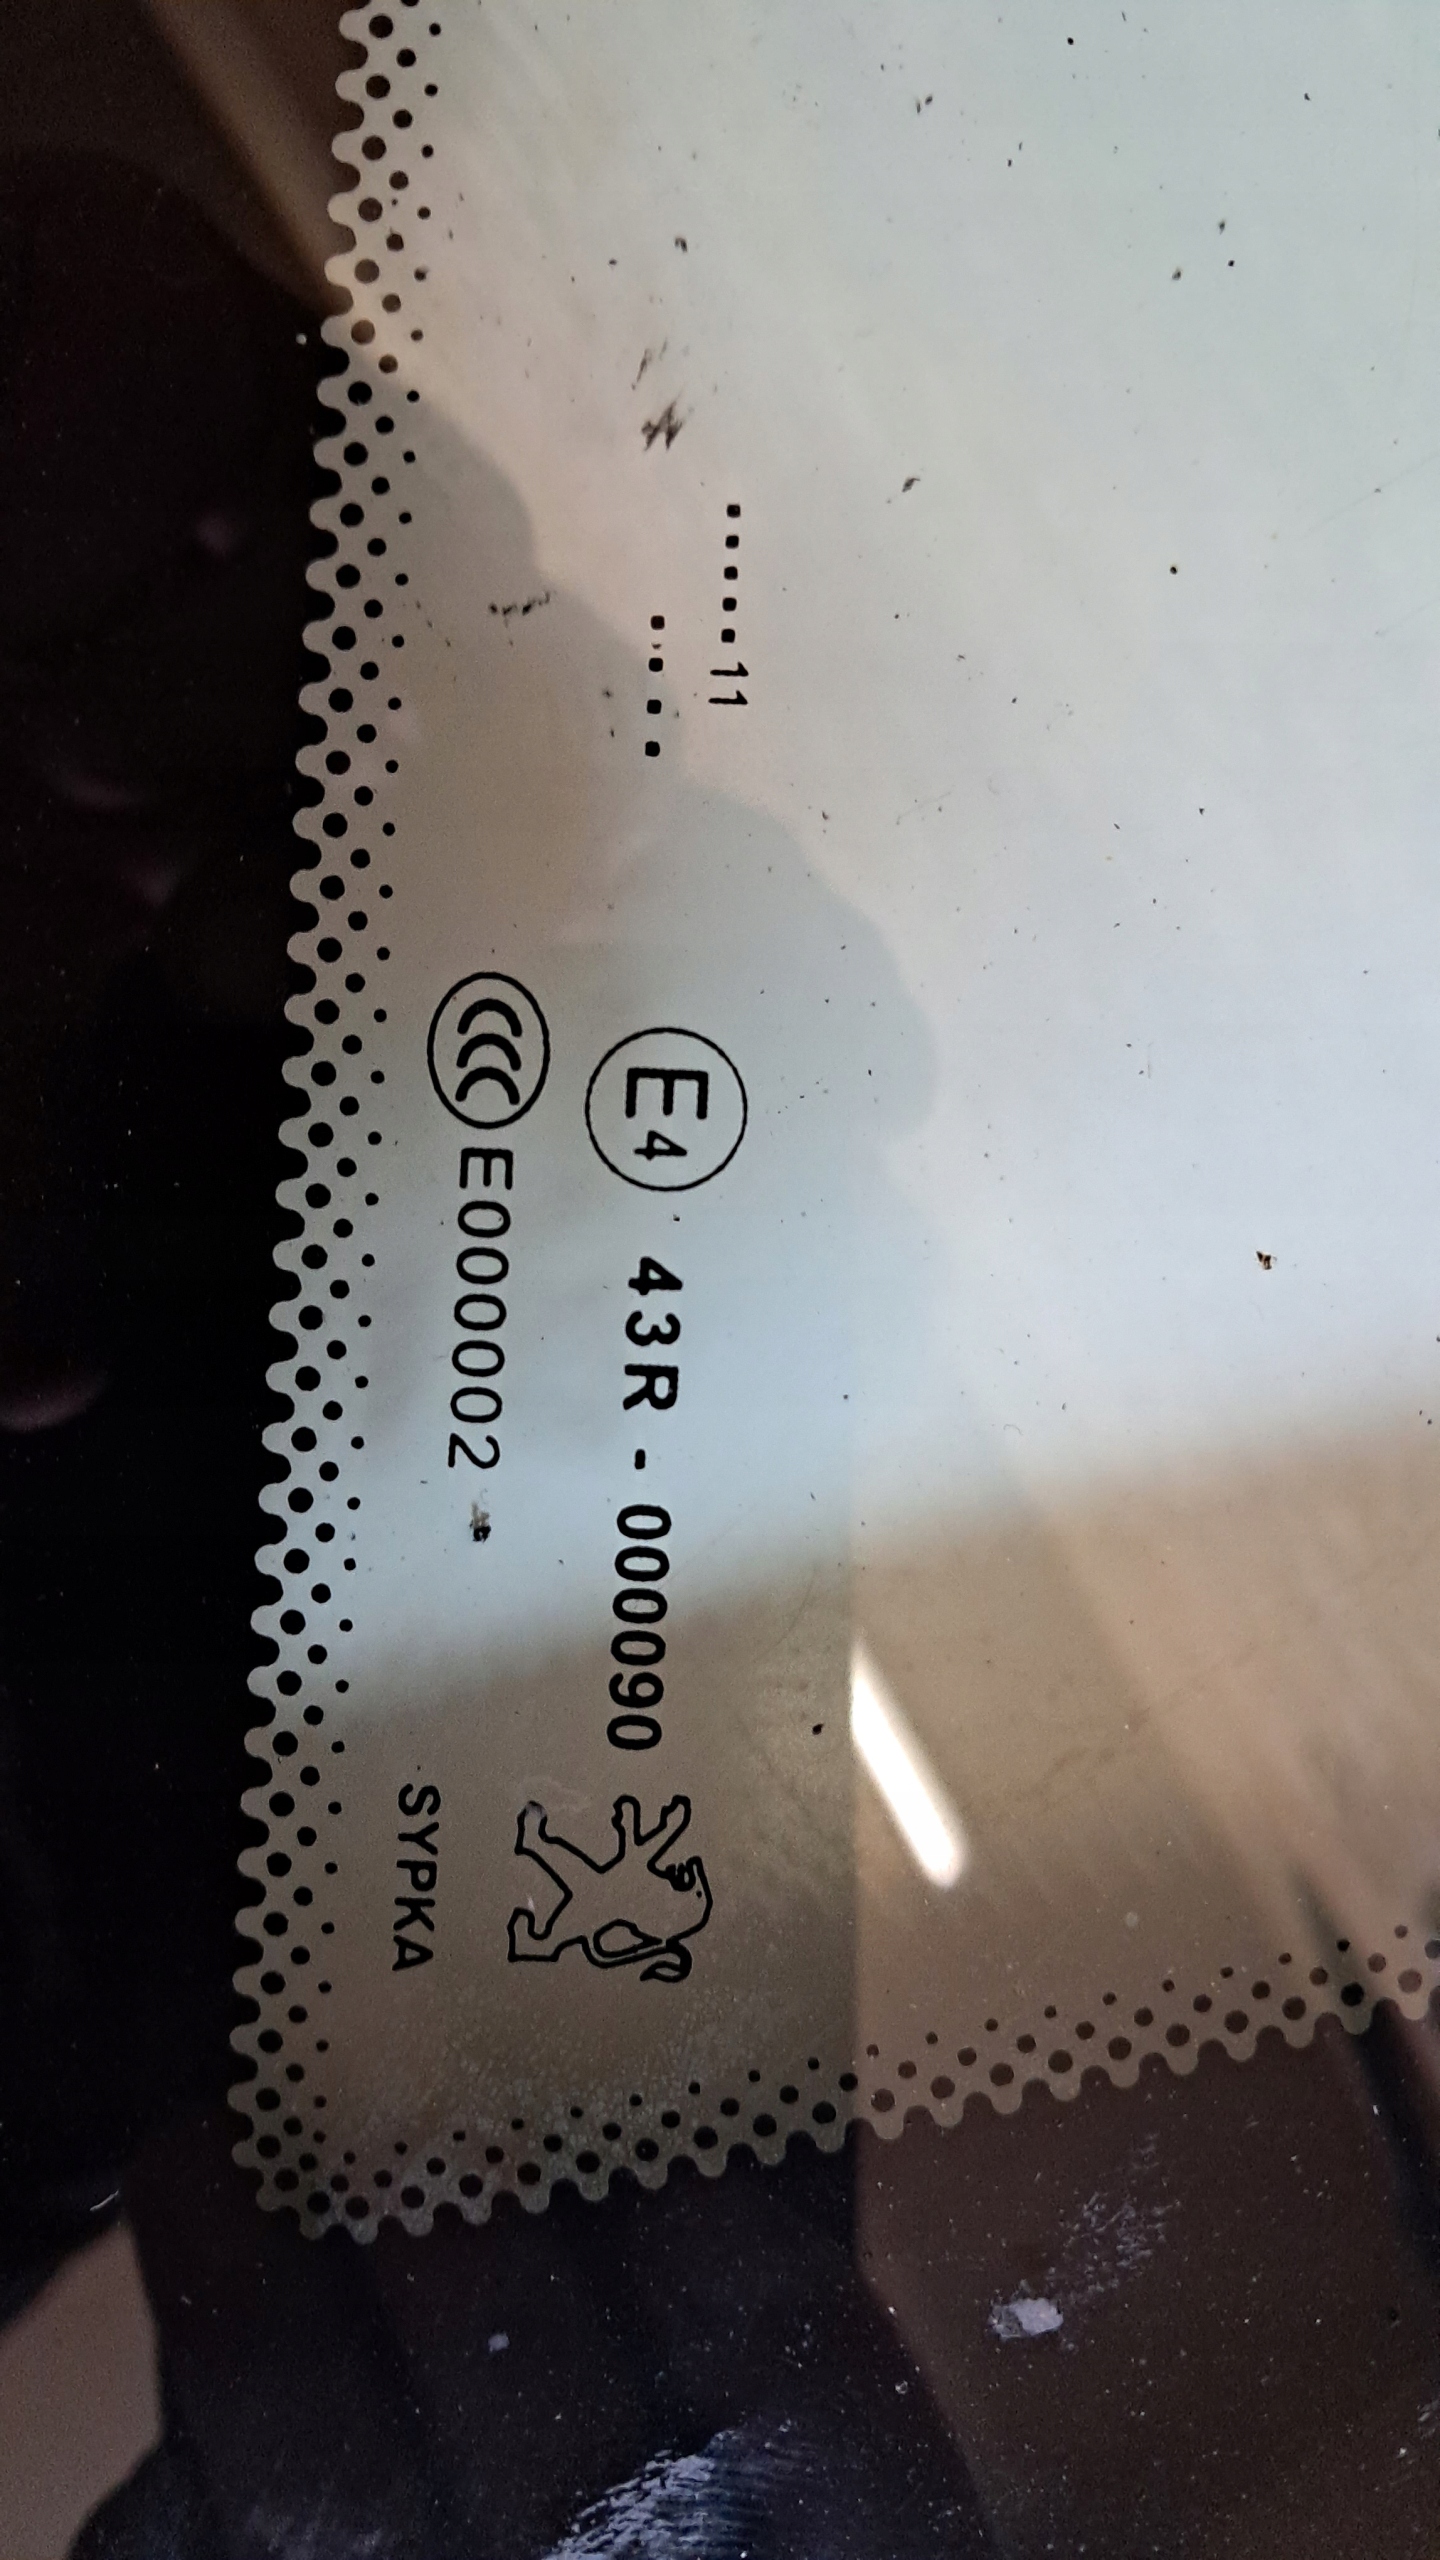 .....11
....
E4 43R - 000090
CCC E000002
SYPKA